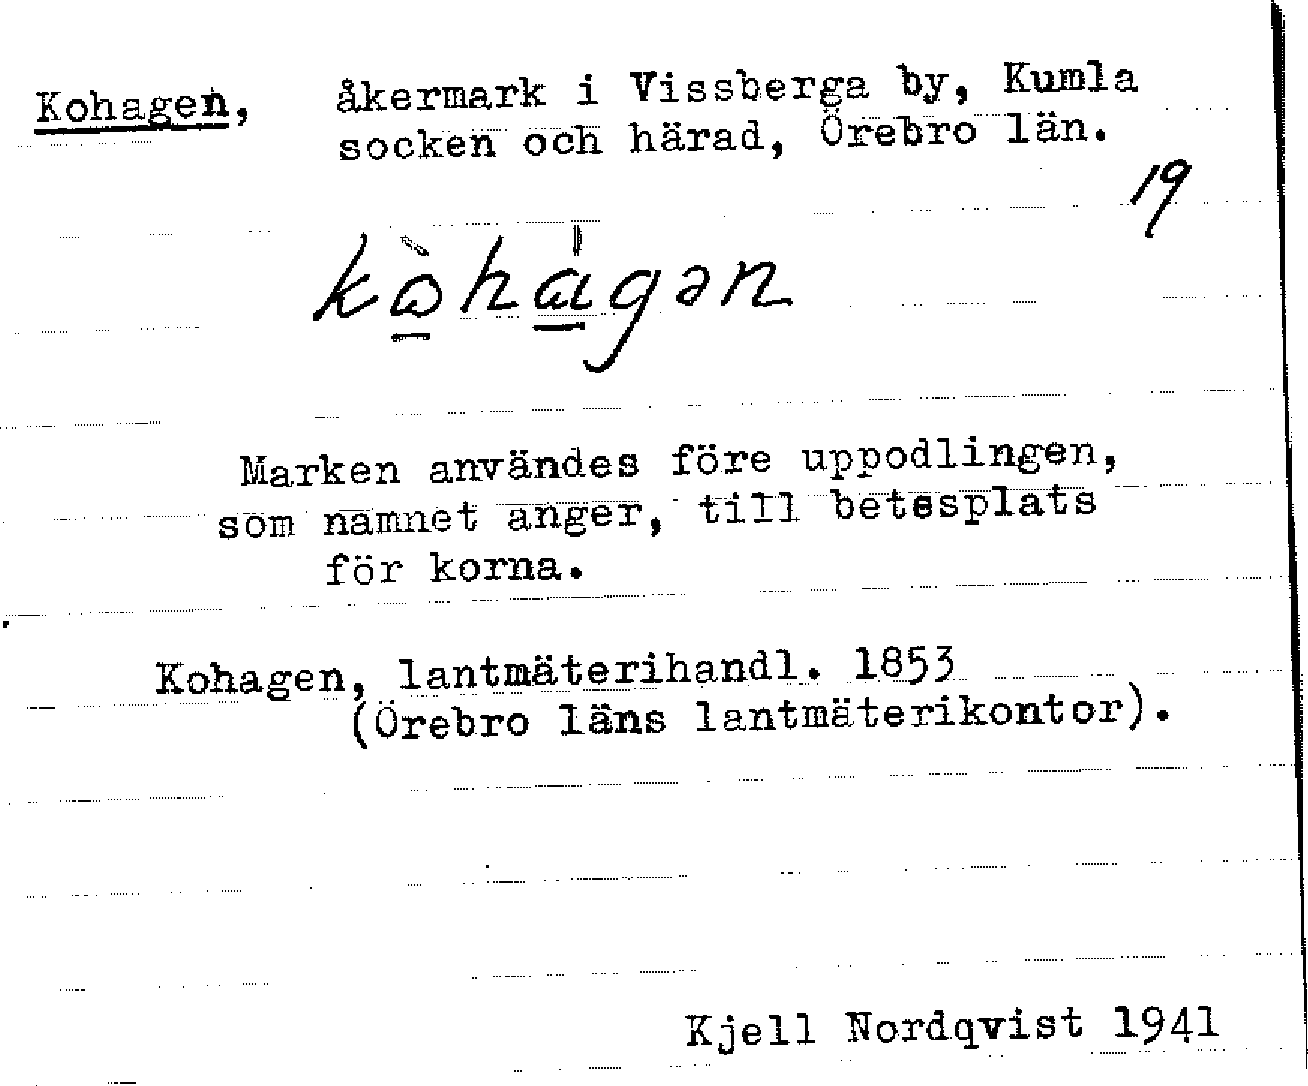 Kohagen, åkermark i Vissberga by, Kumla
socken och härad, Örebro län.
19
Marken användes före uppodlingen,
som namnet anger, till betesplats
för korna.
Kohagen, lantmäterihandl. 1853
(Örebro läns lantmäterikontor).
Kjell Nordqvist 1941